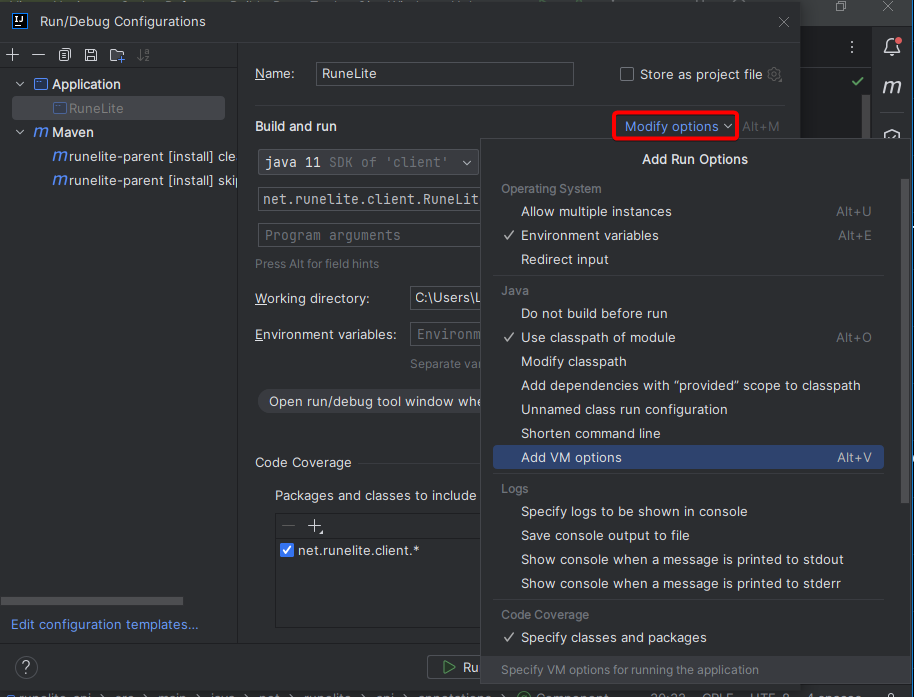 Run/Debug Configurations
Application
RuneLite
Maven
runelite-parent [install] cle
runelite-parent [install] skip
Edit configuration templates...
Name:
RuneLite
Store as project file
Build and run
Modify options
Alt+M
java 11 SDK of 'client'
net.runelite.client.RuneLit
Program arguments
Press Alt for field hints
Working directory:
C:\Users\L
Environment variables:
Environm
Separate var
Open run/debug tool window whe
Code Coverage
Packages and classes to include
net.runelite.client.*
Ru
Add Run Options
Operating System
Allow multiple instances Alt+U
Environment variables Alt+E
Redirect input
Java
Do not build before run
Use classpath of module Alt+O
Modify classpath
Add dependencies with “provided” scope to classpath
Unnamed class run configuration
Shorten command line
Add VM options Alt+V
Logs
Specify logs to be shown in console
Save console output to file
Show console when a message is printed to stdout
Show console when a message is printed to stderr
Code Coverage
Specify classes and packages
Specify VM options for running the application